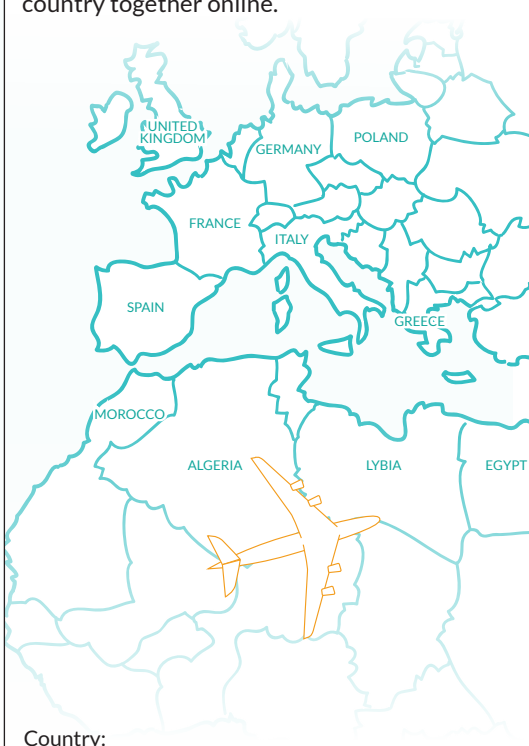 country together online.
UNITED
KINGDOM
POLAND
GERMANY
FRANCE
ITALY
SPAIN
GREECE
MOROCCO
ALGERIA
LYBIA
EGYPT
Country: